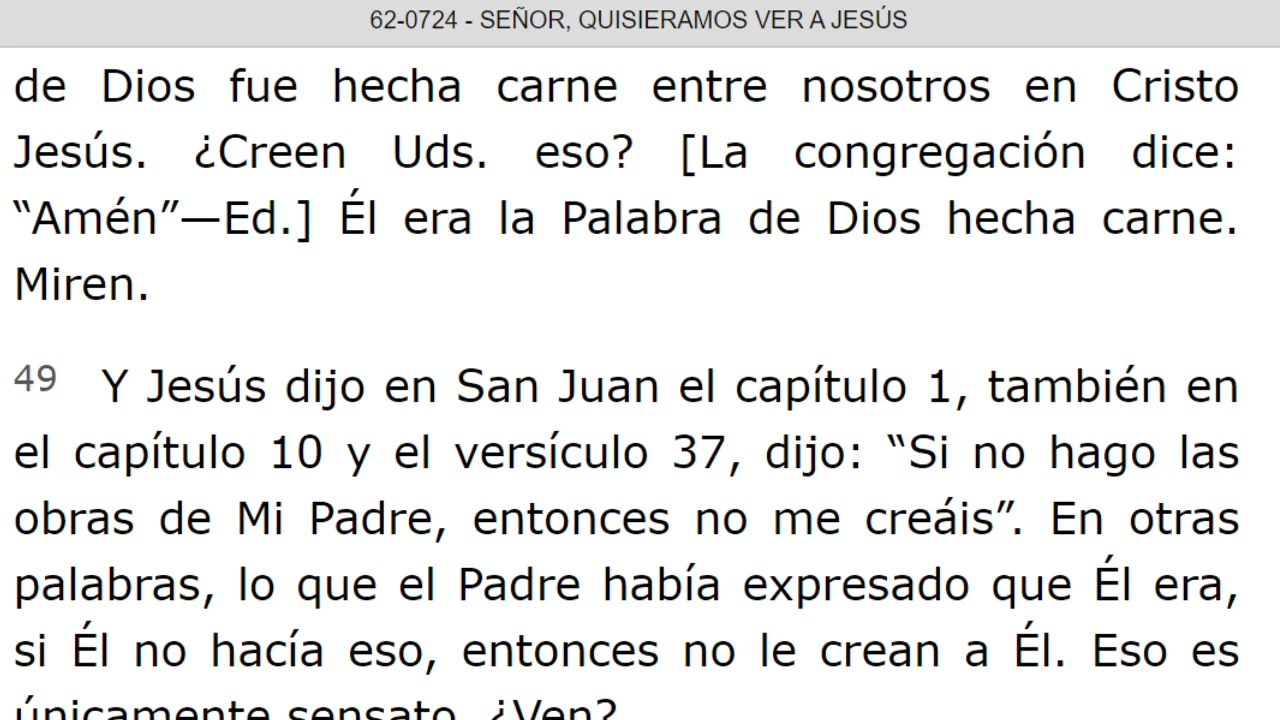 62-0724 - SEÑOR, QUISIERAMOS VER A JESÚS
de Dios fue hecha carne entre nosotros en Cristo
Jesús. ¿Creen Uds. eso? [La congregación dice:
“Amén”—Ed.] Él era la Palabra de Dios hecha carne.
Miren.
49 Y Jesús dijo en San Juan el capítulo 1, también en
el capítulo 10 y el versículo 37, dijo: “Si no hago las
obras de Mi Padre, entonces no me creáis”. En otras
palabras, lo que el Padre había expresado que Él era,
si Él no hacía eso, entonces no le crean a Él. Eso es
únicamente sensato. ¿Ven?